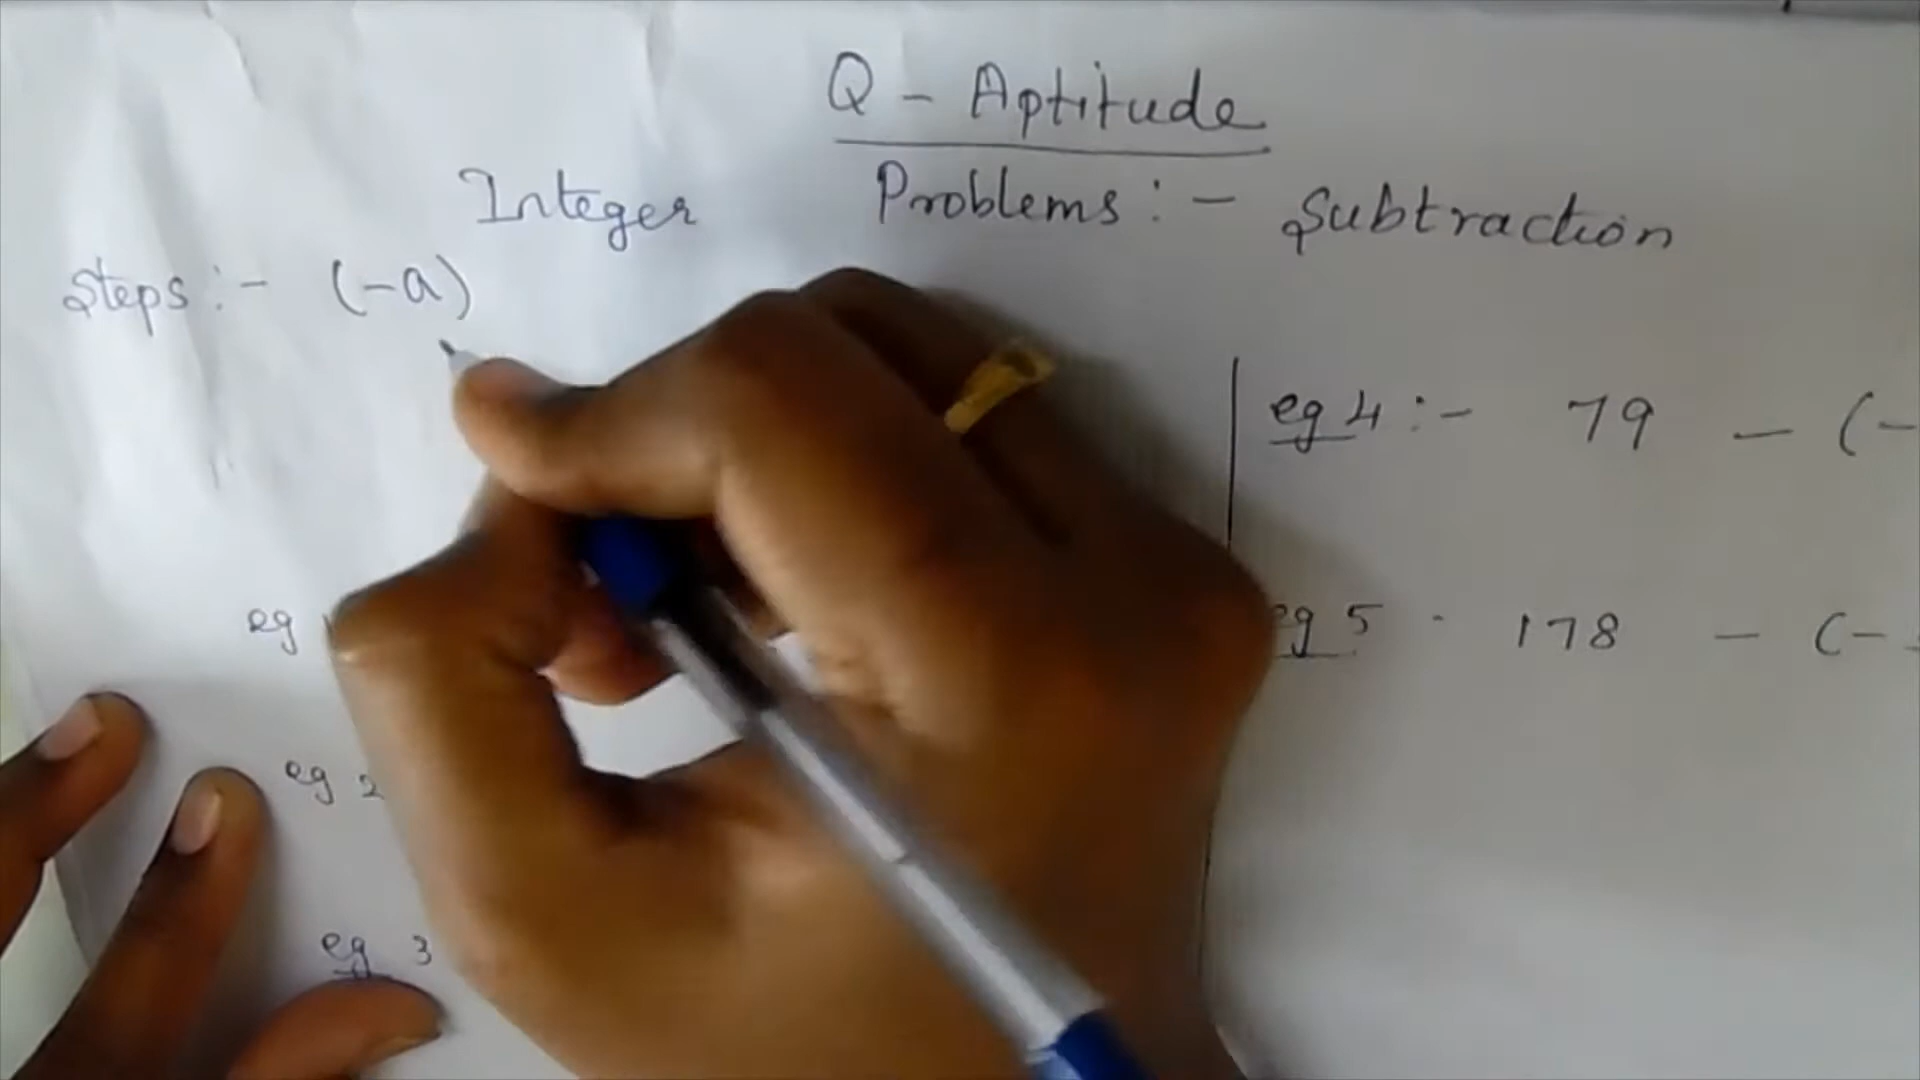 Q - Aptitude
Integer Problems :- Subtraction
Steps :- (-a)
eg 4 :- 79 - (-
eg
eg 5 - 178 - (-
eg 2
eg 3